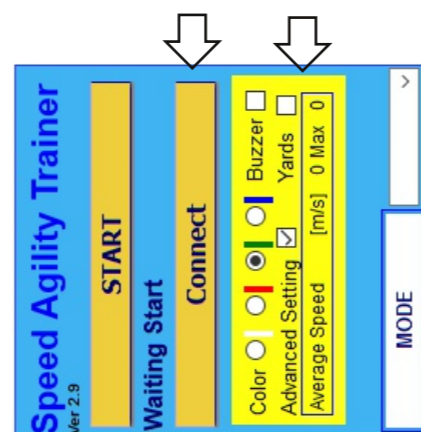 Speed Agility Trainer
Ver 2.9
START
Waiting Start
Connect
Color Buzzer
Advanced Setting Yards
Average Speed [m/s] 0 Max 0
MODE